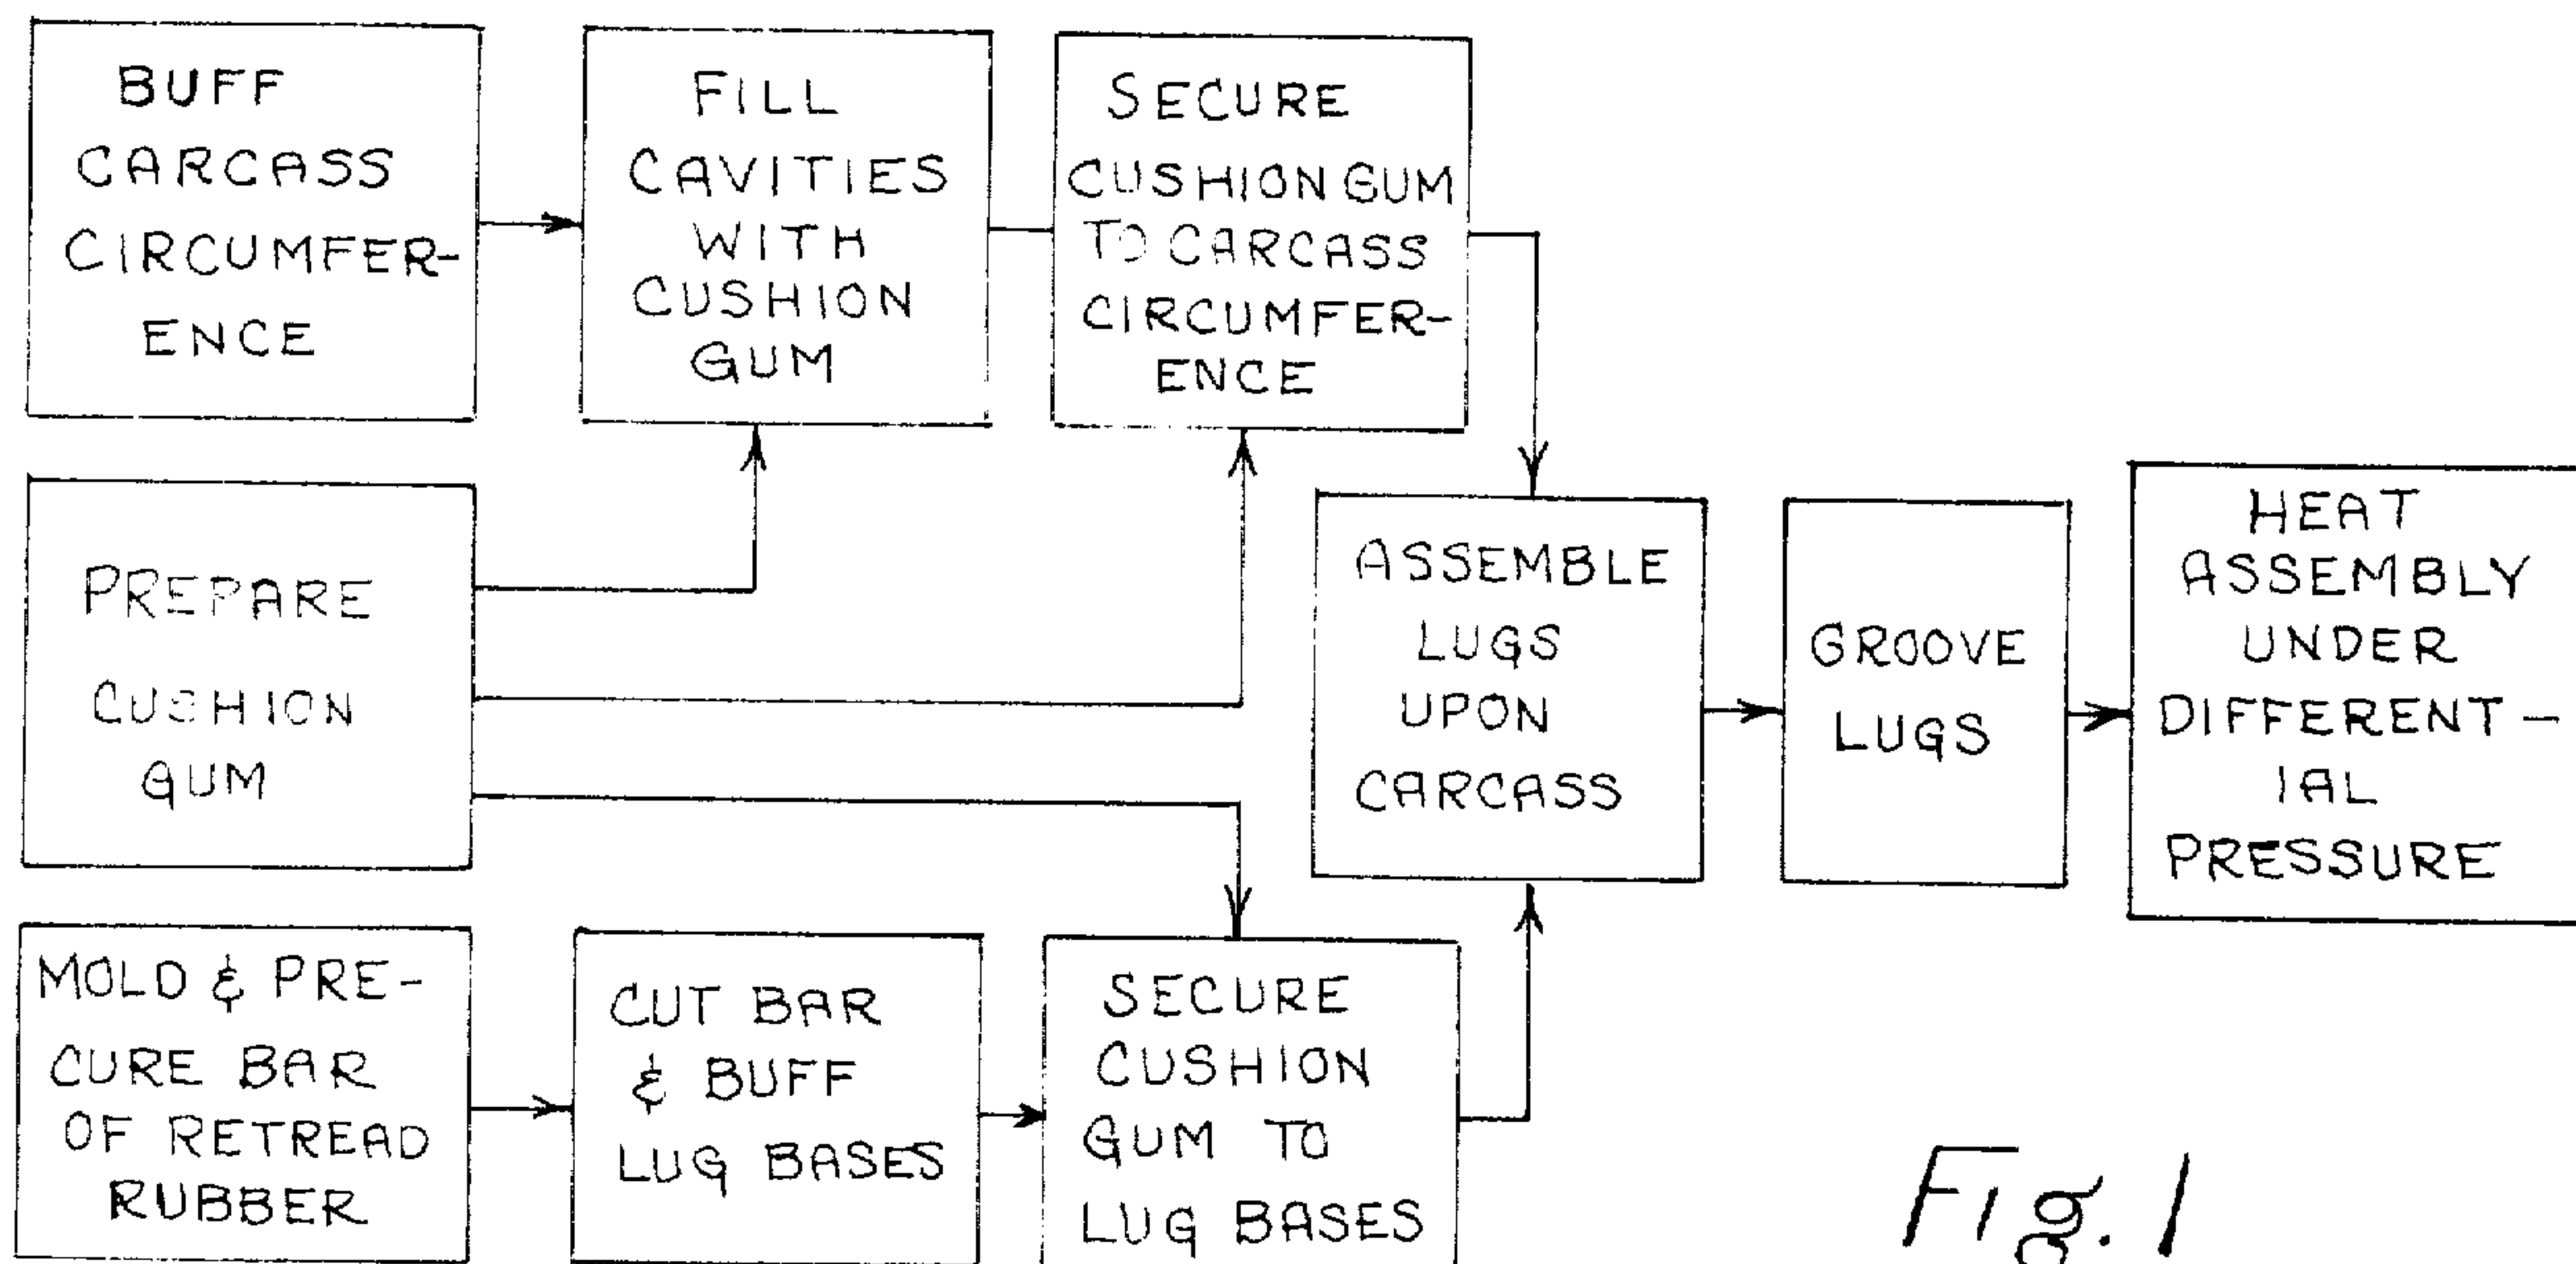 BUFF
CARCASS
CIRCUMFER-
ENCE
FILL
CAVITIES
WITH
CUSHION
GUM
SECURE
CUSHION GUM
TO CARCASS
CIRCUMFER-
ENCE
PREPARE
CUSHION
GUM
ASSEMBLE
LUGS
UPON
CARCASS
GROOVE
LUGS
HEAT
ASSEMBLY
UNDER
DIFFERENT-
IAL
PRESSURE
MOLD & PRE-
CURE BAR
OF RETREAD
RUBBER
CUT BAR
& BUFF
LUG BASES
SECURE
CUSHION
GUM TO
LUG BASES
Fig. 1